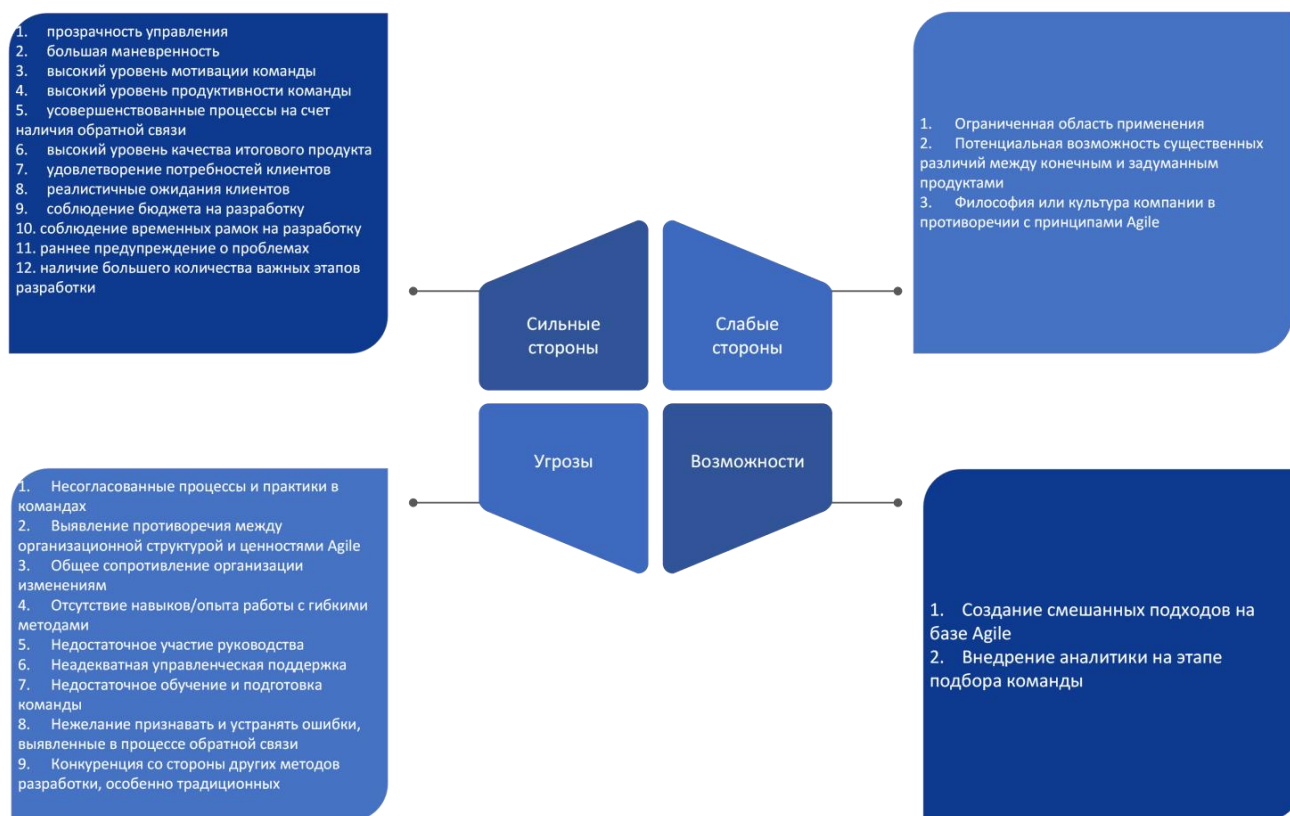 1. прозрачность управления
2. большая маневренность
3. высокий уровень мотивации команды
4. высокий уровень продуктивности команды
5. усовершенствованные процессы на счет
наличия обратной связи
6. высокий уровень качества итогового продукта
7. удовлетворение потребностей клиентов
8. реалистичные ожидания клиентов
9. соблюдение бюджета на разработку
10. соблюдение временных рамок на разработку
11. раннее предупреждение о проблемах
12. наличие большего количества важных этапов
разработки
1. Ограниченная область применения
2. Потенциальная возможность существенных
различий между конечным и задуманным
продуктами
3. Философия или культура компании в
противоречии с принципами Agile
Сильные
стороны
Слабые
стороны
Угрозы
Возможности
1. Несогласованные процессы и практики в
командах
2. Выявление противоречия между
организационной структурой и ценностями Agile
3. Общее сопротивление организации
изменениям
4. Отсутствие навыков/опыта работы с гибкими
методами
5. Недостаточное участие руководства
6. Неадекватная управленческая поддержка
7. Недостаточное обучение и подготовка
команды
8. Нежелание признавать и устранять ошибки,
выявленные в процессе обратной связи
9. Конкуренция со стороны других методов
разработки, особенно традиционных
1. Создание смешанных подходов на
базе Agile
2. Внедрение аналитики на этапе
подбора команды